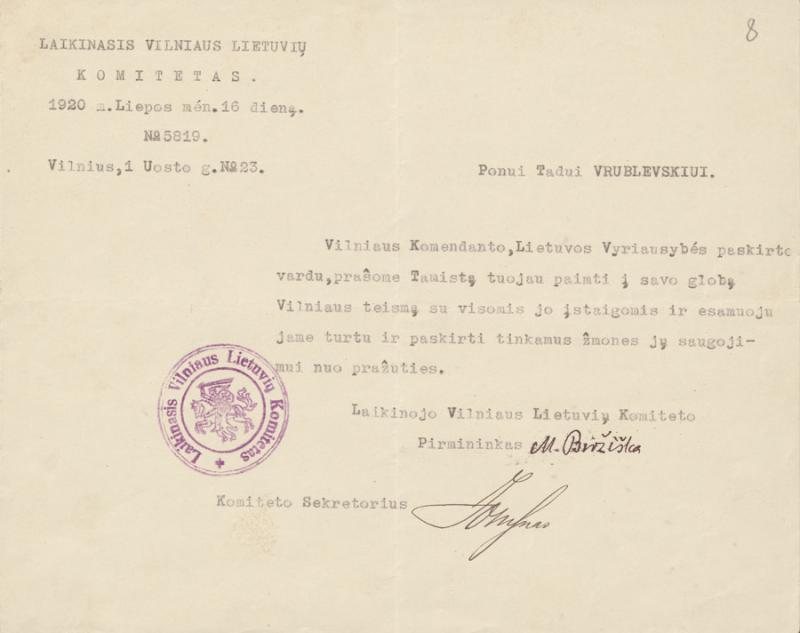 8
LAIKINASIS VILNIAUS LIETUVIŲ
KOMITETAS.
1920 m.Liepos mėn.16 dieną.
№5819.
Vilnius,1 Uosto g.№23.
Ponui Tadui VRUBLEVSKIUI.
Vilniaus Komendanto,Lietuvos Vyriausybės paskirto
vardu,prašome Tamistą tuojau paimti į savo globą
Vilniaus teismą su visomis jo įstaigomis ir esamuoju
jame turtu ir paskirti tinkamus žmones jų saugoji-
mui nuo pražuties.
Laikinasis Vilniaus Lietuvių Komitetas
Laikinojo Vilniaus Lietuvių Komiteto
Pirmininkas M. Biržiška
Komiteto Sekretorius